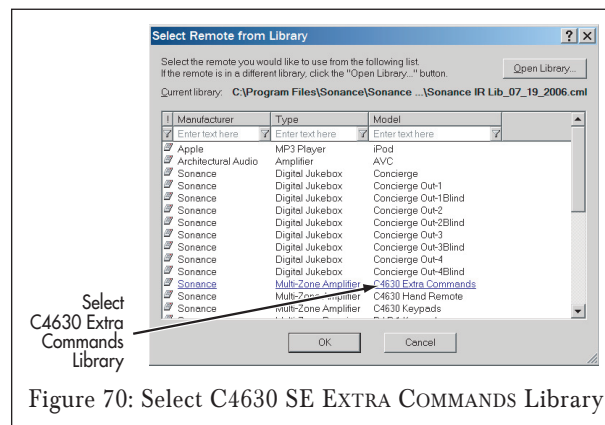 Select Remote from Library
Select the remote you would like to use from the following list.
If the remote is in a different library, click the "Open Library..." button.
Open Library...
Current library: C:\Program Files\Sonance\Sonance ...\Sonance IR Lib_07_19_2006.cml
! Manufacturer Type Model
Enter text here Enter text here Enter text here
Apple MP3 Player iPod
Architectural Audio Amplifier AVC
Sonance Digital Jukebox Concierge
Sonance Digital Jukebox Concierge Out-1
Sonance Digital Jukebox Concierge Out-1Blind
Sonance Digital Jukebox Concierge Out-2
Sonance Digital Jukebox Concierge Out-2Blind
Sonance Digital Jukebox Concierge Out-3
Sonance Digital Jukebox Concierge Out-3Blind
Sonance Digital Jukebox Concierge Out-4
Sonance Digital Jukebox Concierge Out-4Blind
Sonance Multi-Zone Amplifier C4630 Extra Commands
Sonance Multi-Zone Amplifier C4630 Hand Remote
Sonance Multi-Zone Amplifier C4630 Keypads
Select
C4630 Extra
Commands
Library
OK Cancel
Figure 70: Select C4630 SE EXTRA COMMANDS Library